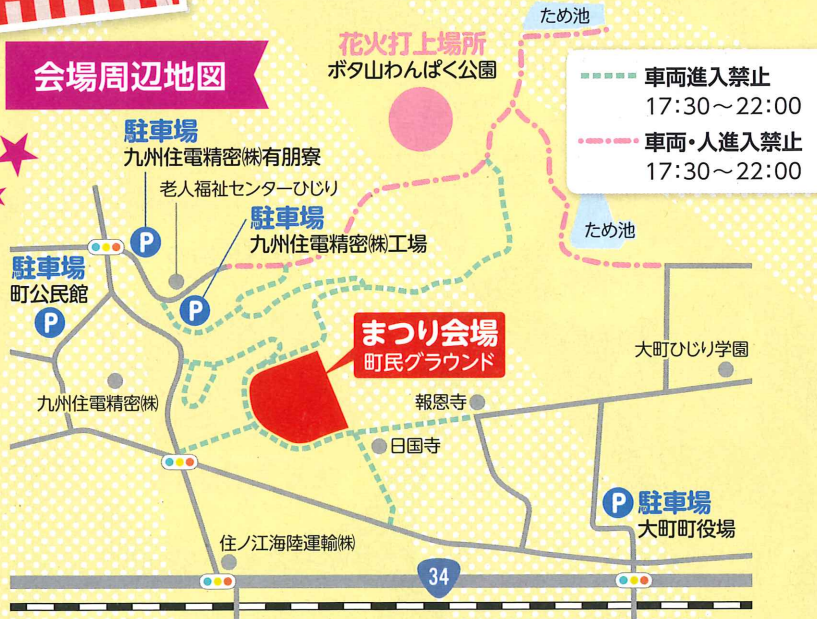 会場周辺地図
花火打上場所
ボタ山わんぱく公園
ため池
車両進入禁止
17:30〜22:00
車両・人進入禁止
17:30〜22:00
駐車場
九州住電精密㈱有朋寮
老人福祉センターひじり
P
駐車場
九州住電精密㈱工場
P
ため池
駐車場
町公民館
P
まつり会場
町民グラウンド
大町ひじり学園
九州住電精密㈱
報恩寺
日国寺
P 駐車場
大町町役場
住ノ江海陸運輸㈱
34